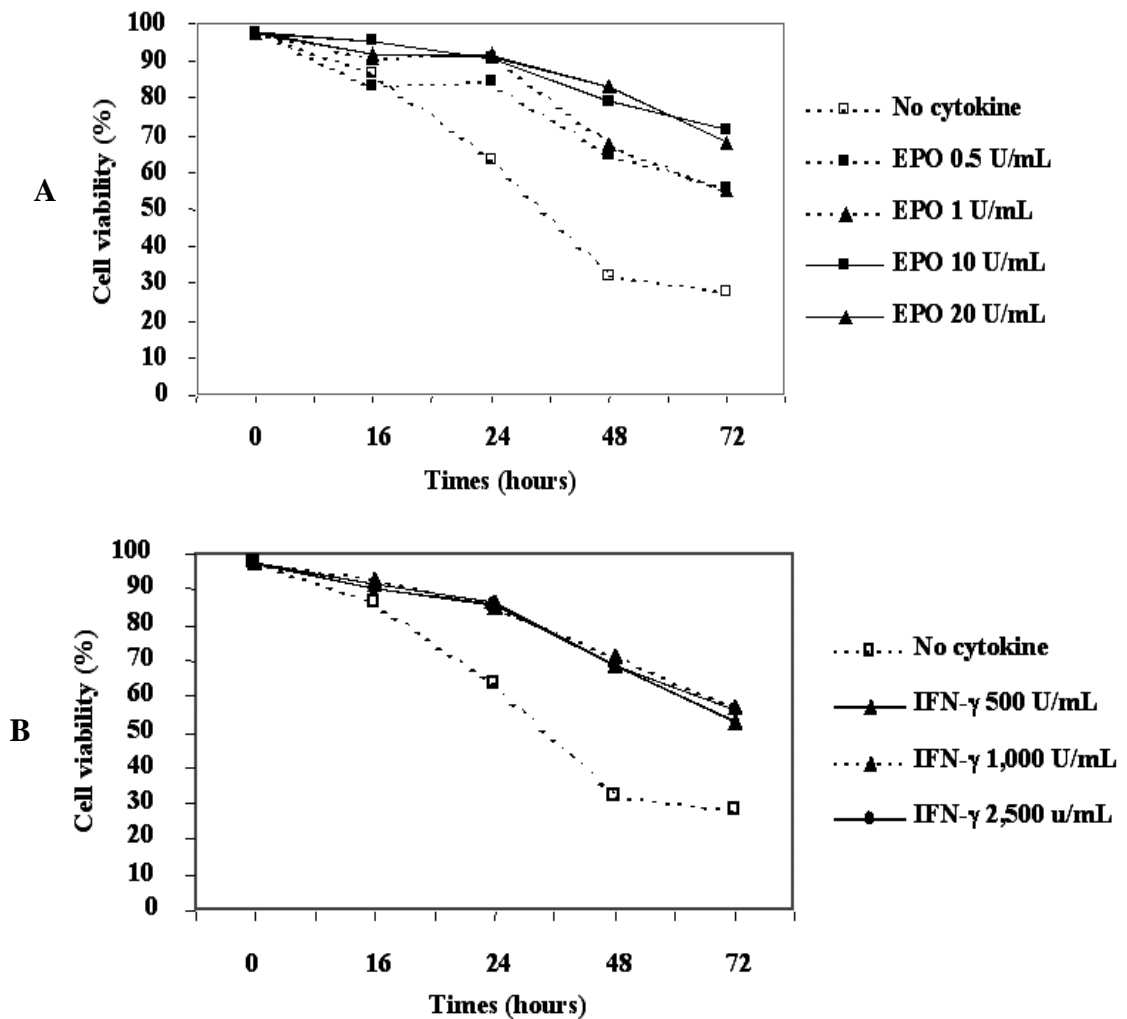 A
Cell viability (%)
100
90
80
70
60
50
40
30
20
10
0
0 16 24 48 72
Times (hours)
No cytokine
EPO 0.5 U/mL
EPO 1 U/mL
EPO 10 U/mL
EPO 20 U/mL
B
Cell viability (%)
100
90
80
70
60
50
40
30
20
10
0
0 16 24 48 72
Times (hours)
No cytokine
IFN-γ 500 U/mL
IFN-γ 1,000 U/mL
IFN-γ 2,500 u/mL